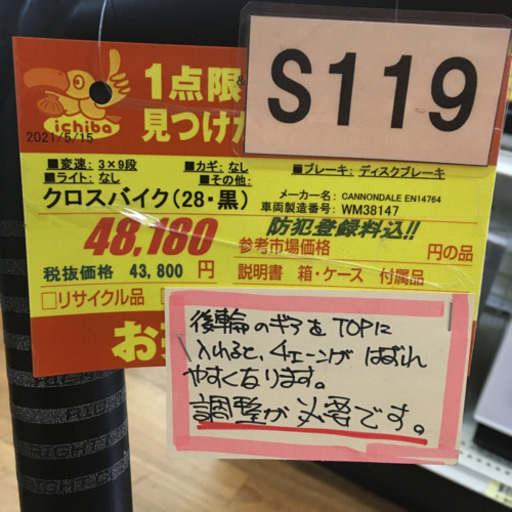 S119
1点限
見つけ
ichiba
2021/5/15
■変速: 3×9段 ■カギ: なし ■ブレーキ: ディスクブレーキ
■ライト: なし ■その他:
クロスバイク(28・黒)
メーカー名: CANNONDALE EN14764
車両製造番号: WM38147
48,180
防犯登録料込!!
参考市場価格 円の品
税抜価格 43,800 円
説明書 箱・ケース 付属品
□リサイクル品
お
後輪のギアをTOPに
入れると、チェーンが はずれ
やすくなります。
調整が必要です。